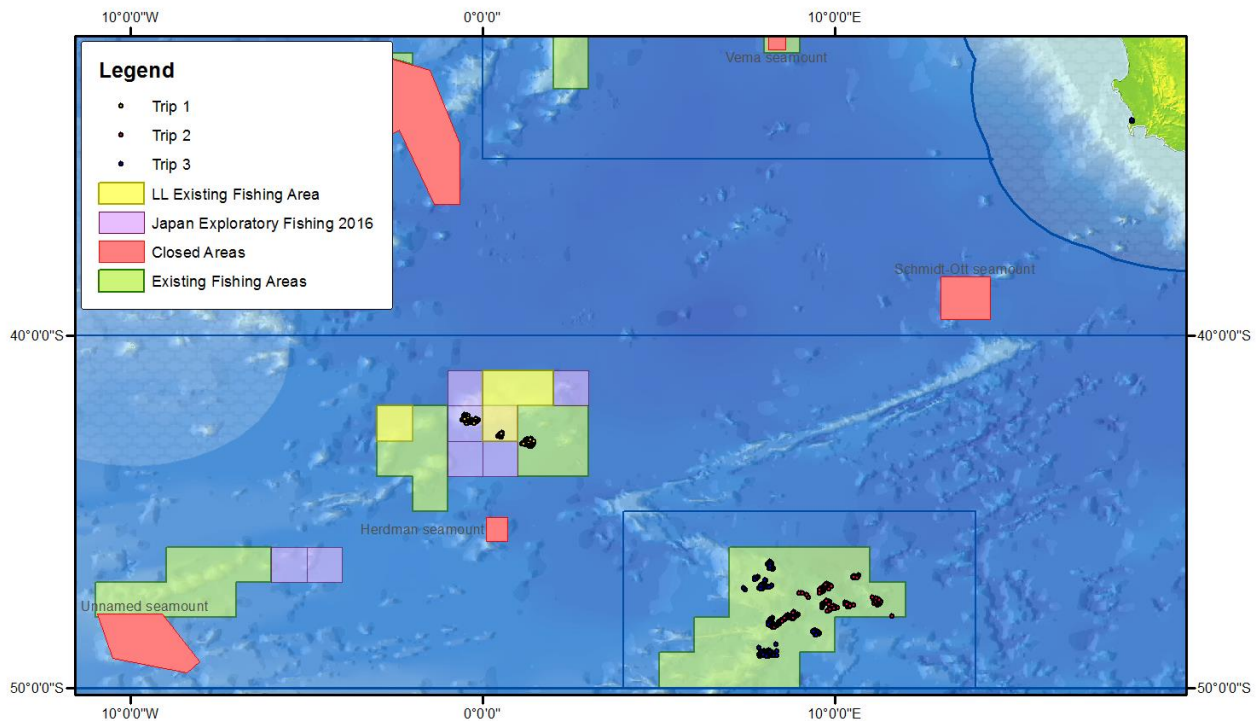 10°0'0"W
0°0'0"
10°0'0"E
Vema seamount
Legend
Trip 1
Trip 2
Trip 3
LL Existing Fishing Area
Japan Exploratory Fishing 2016
Closed Areas
Existing Fishing Areas
Schmidt-Ott seamount
40°0'0"S
40°0'0"S
Herdman seamount
Unnamed seamount
50°0'0"S
50°0'0"S
10°0'0"W
0°0'0"
10°0'0"E